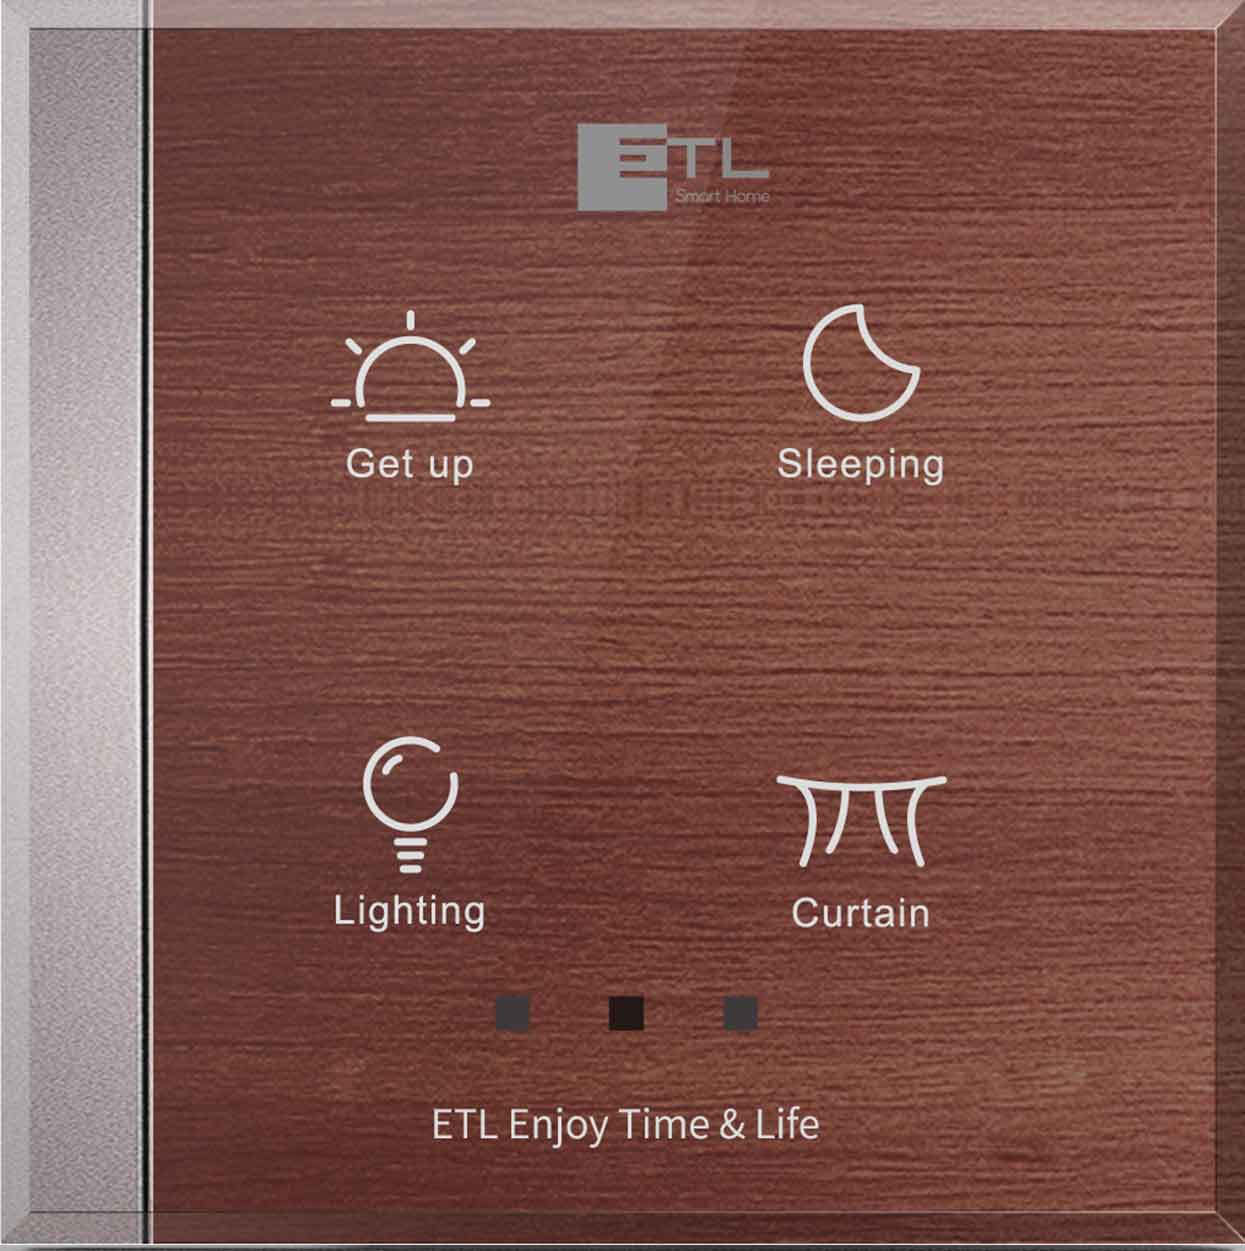 ETL
Smart Home
Get up
Sleeping
Lighting
Curtain
ETL Enjoy Time & Life